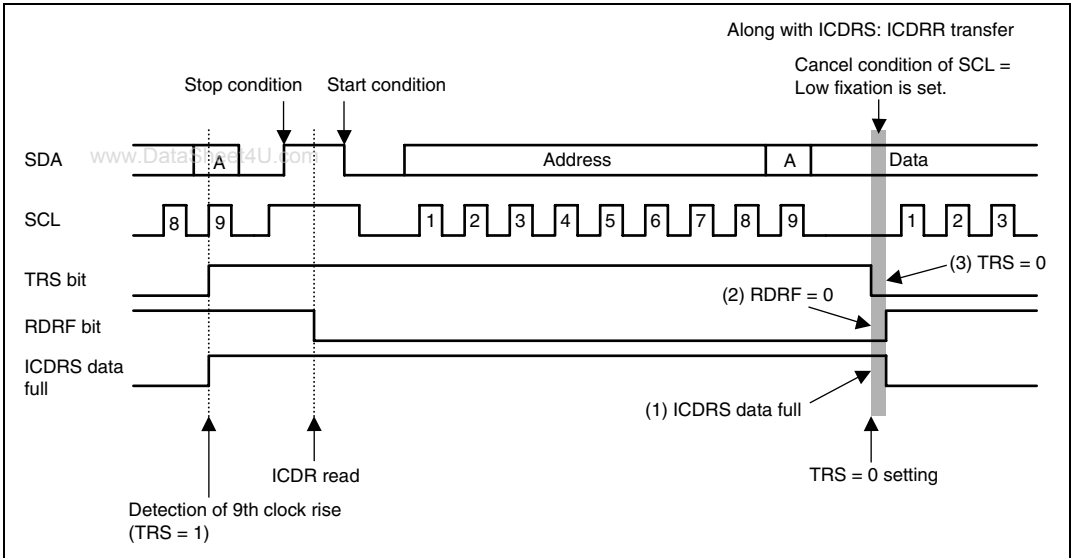 Along with ICDRS: ICDRR transfer
Cancel condition of SCL =
Low fixation is set.
Stop condition
Start condition
SDA
www.DataSheet4U.com
A
Address
A
Data
SCL
8
9
1
2
3
4
5
6
7
8
9
1
2
3
TRS bit
(3) TRS = 0
(2) RDRF = 0
RDRF bit
ICDRS data
full
(1) ICDRS data full
ICDR read
TRS = 0 setting
Detection of 9th clock rise
(TRS = 1)